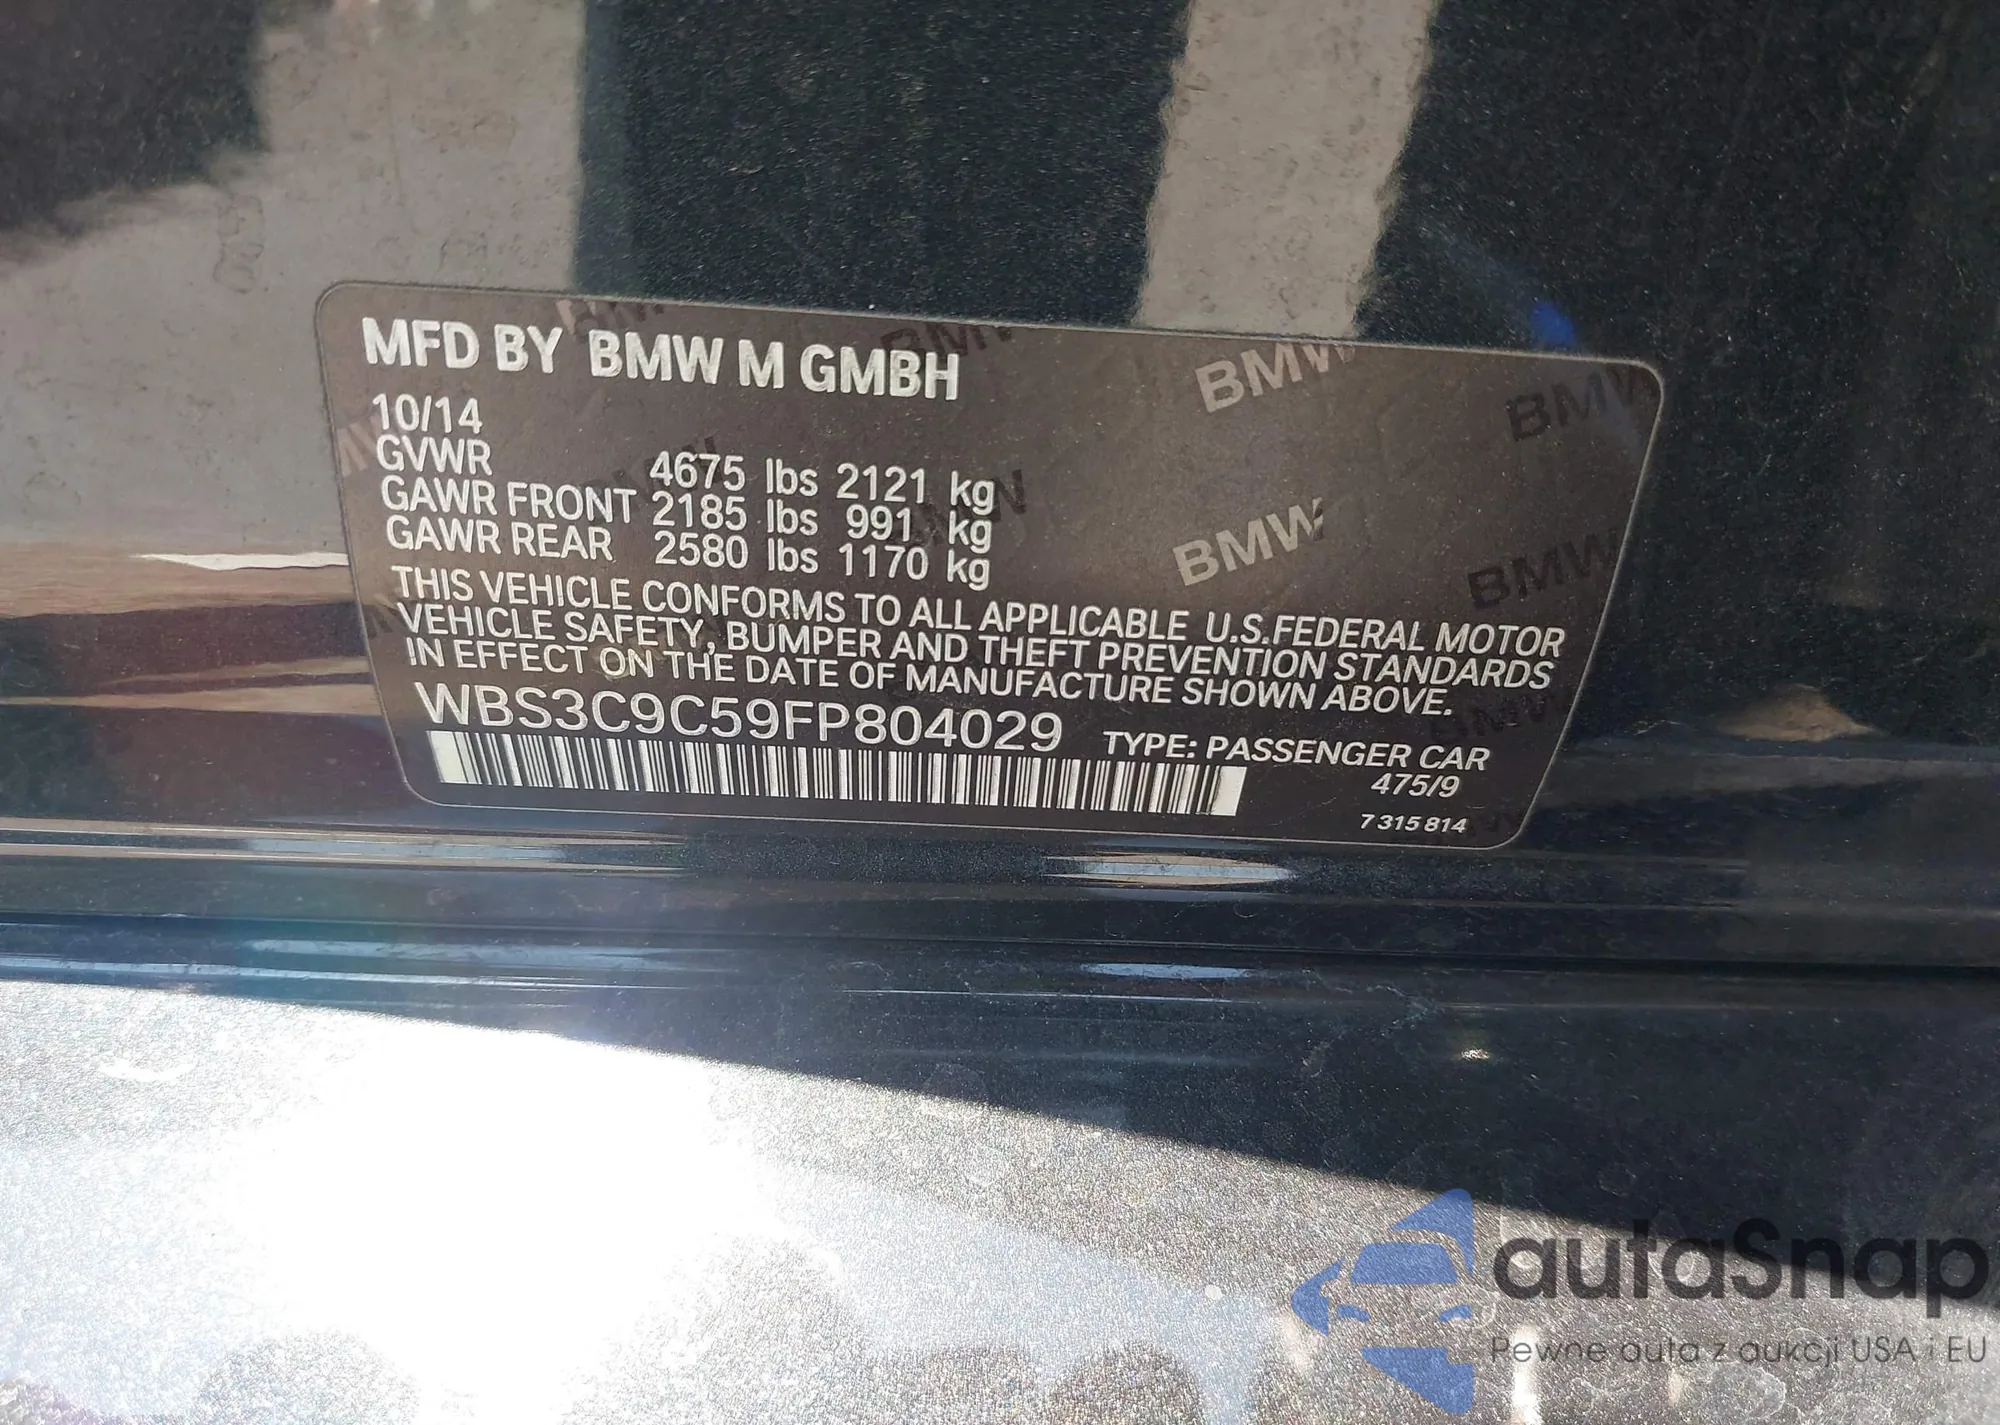 MFD BY BMW M GMBH
10/14
GVWR 4675 lbs 2121 kg
GAWR FRONT 2185 lbs 991 kg
GAWR REAR 2580 lbs 1170 kg
THIS VEHICLE CONFORMS TO ALL APPLICABLE U.S.FEDERAL MOTOR
VEHICLE SAFETY, BUMPER AND THEFT PREVENTION STANDARDS
IN EFFECT ON THE DATE OF MANUFACTURE SHOWN ABOVE.
WBS3C9C59FP804029 TYPE: PASSENGER CAR
475/9
7 315 814
BMW
BMW
BMW
BMW
autaSnap
Pewne auta z aukcji USA i EU